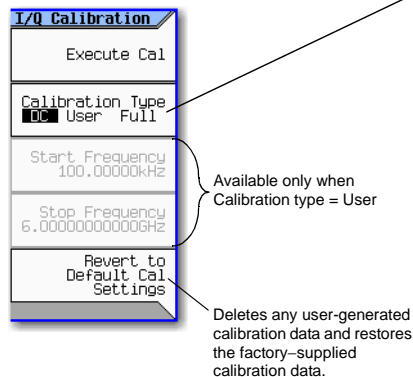 I/Q Calibration
Execute Cal
Calibration Type
DC User Full
Start Frequency
100.00000kHz
Stop Frequency
6.00000000000GHz
Revert to
Default Cal
Settings
Available only when
Calibration type = User
Deletes any user-generated
calibration data and restores
the factory–supplied
calibration data.